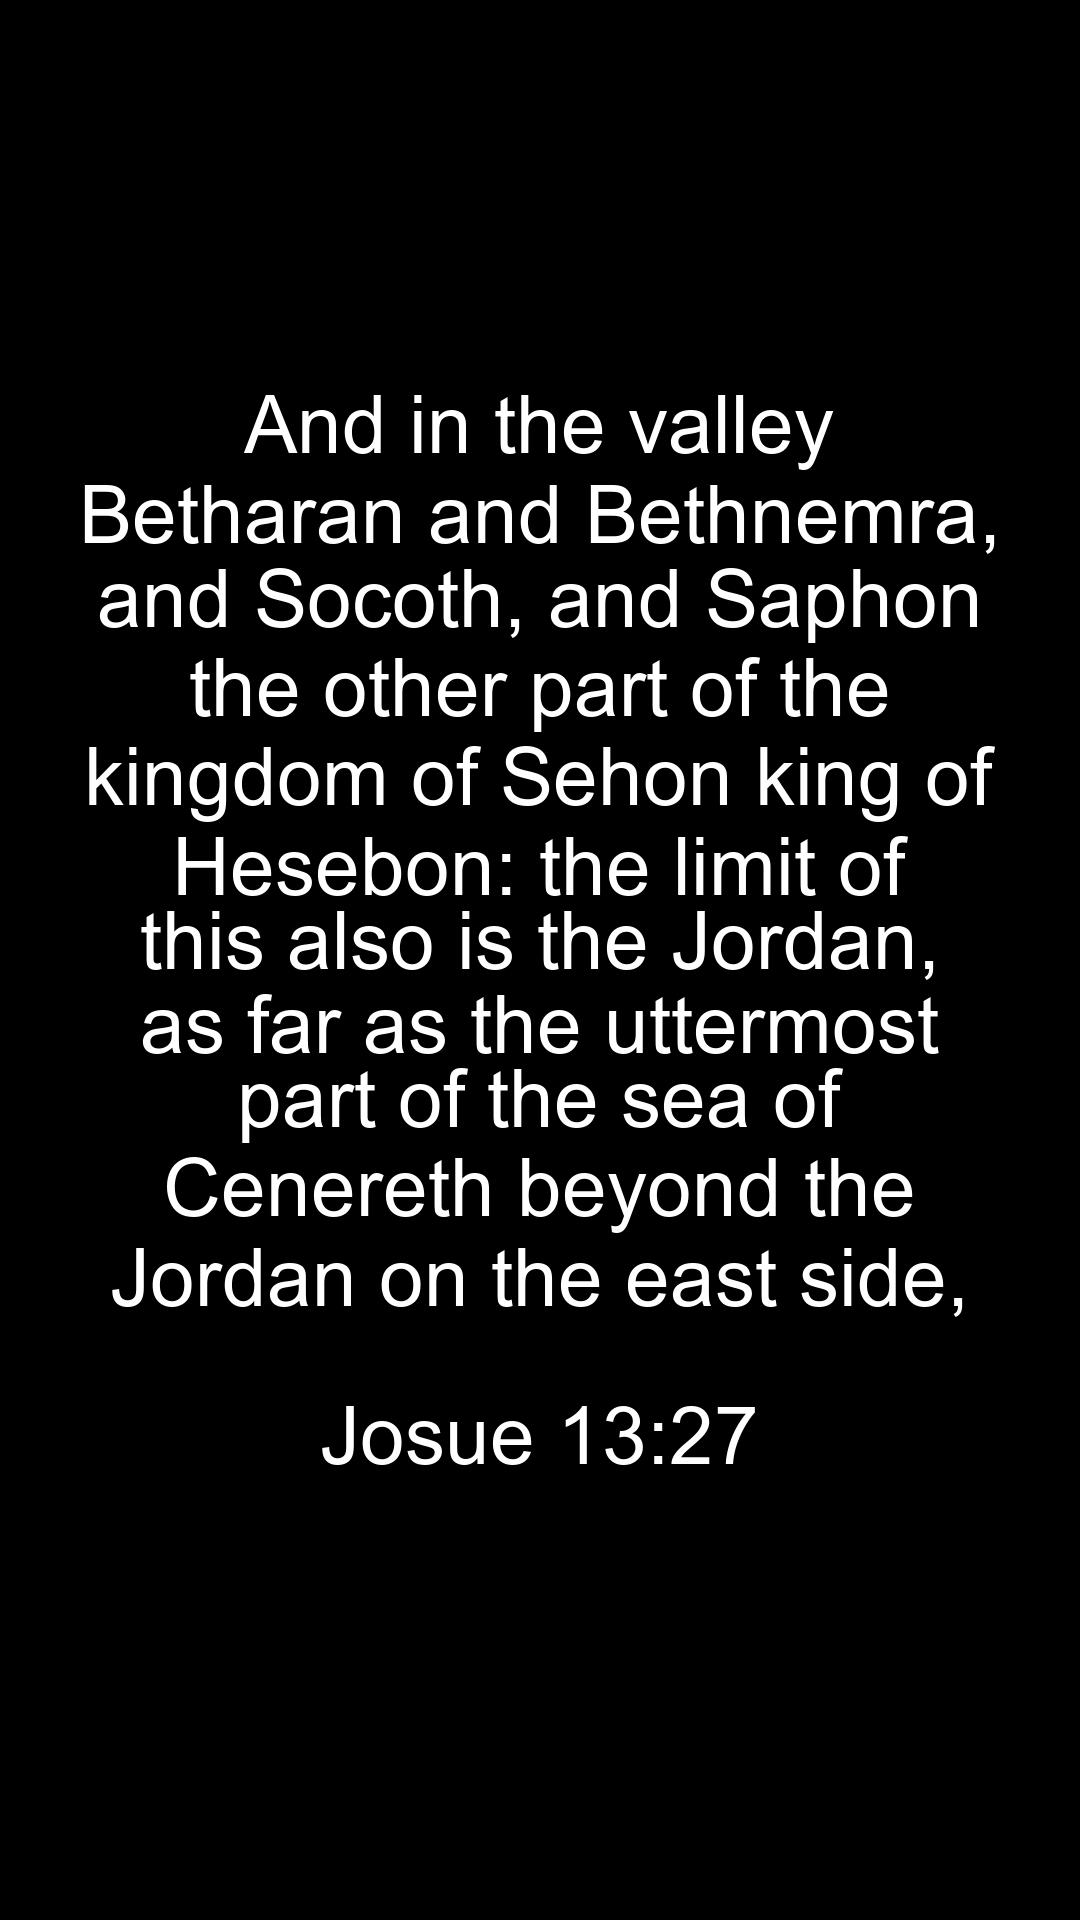 And in the valley
Betharan and Bethnemra,
and Socoth, and Saphon
the other part of the
kingdom of Sehon king of
Hesebon: the limit of
this also is the Jordan,
as far as the uttermost
part of the sea of
Cenereth beyond the
Jordan on the east side,
Josue 13:27